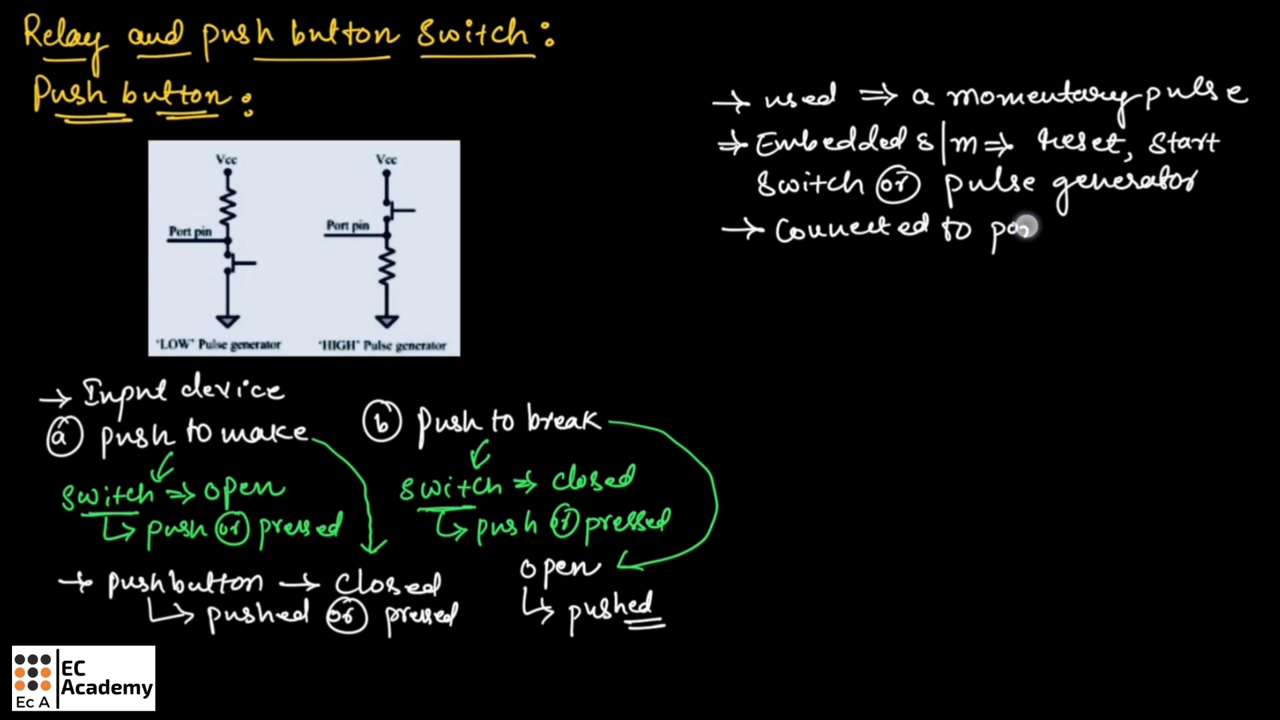 Relay and push button switch:
Push button:
Vcc
Port pin
"LOW" Pulse generator
Vcc
Port pin
"HIGH" Pulse generator
→ Input device
ⓐ push to make
switch ⇒ open
↳ push or pressed
→ push button → closed
↳ pushed or pressed
ⓑ push to break
switch ⇒ closed
↳ push or pressed
open
↳ pushed
→ used ⇒ a momentary pulse
⇒ Embedded s/m ⇒ reset, start
switch or pulse generator
→ connected to po
EC
Academy
Ec A